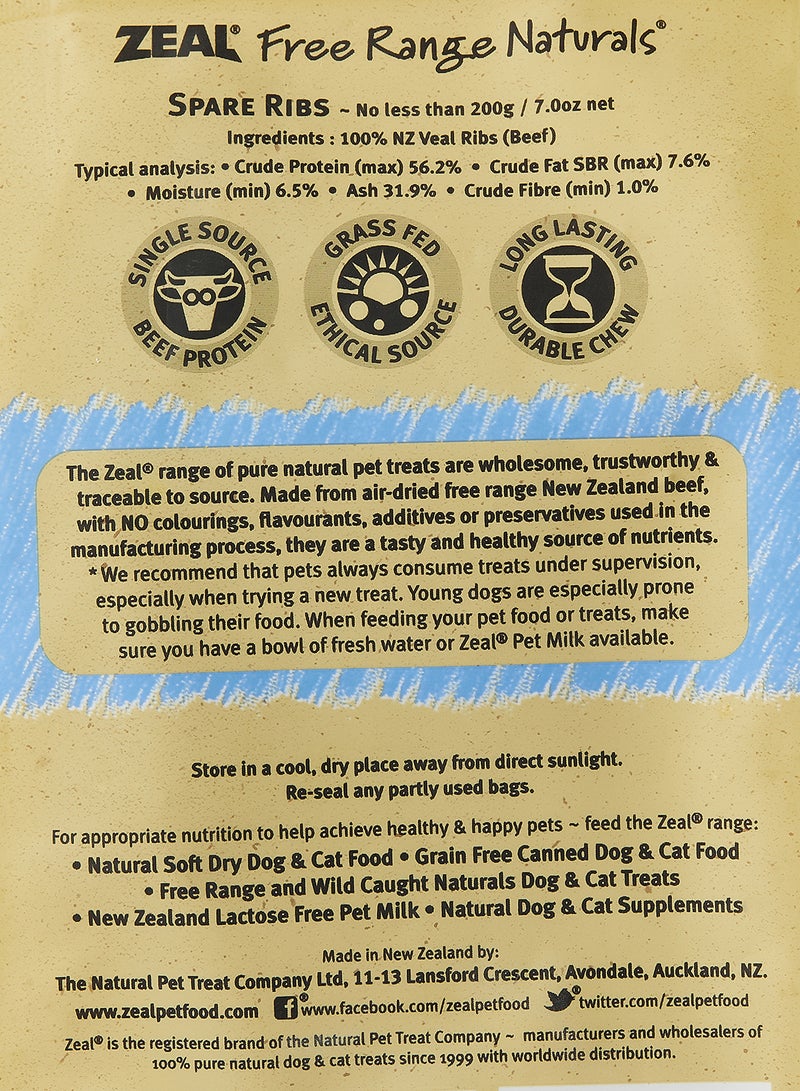 ZEAL® Free Range Naturals®
SPARE RIBS ~ No less than 200g / 7.0oz net
Ingredients : 100% NZ Veal Ribs (Beef)
Typical analysis: • Crude Protein (max) 56.2% • Crude Fat SBR (max) 7.6%
• Moisture (min) 6.5% • Ash 31.9% • Crude Fibre (min) 1.0%
SINGLE SOURCE
BEEF PROTEIN
GRASS FED
ETHICAL SOURCE
LONG LASTING
DURABLE CHEW
The Zeal® range of pure natural pet treats are wholesome, trustworthy &
traceable to source. Made from air-dried free range New Zealand beef,
with NO colourings, flavourants, additives or preservatives used in the
manufacturing process, they are a tasty and healthy source of nutrients.
*We recommend that pets always consume treats under supervision,
especially when trying a new treat. Young dogs are especially prone
to gobbling their food. When feeding your pet food or treats, make
sure you have a bowl of fresh water or Zeal® Pet Milk available.
Store in a cool, dry place away from direct sunlight.
Re-seal any partly used bags.
For appropriate nutrition to help achieve healthy & happy pets ~ feed the Zeal® range:
• Natural Soft Dry Dog & Cat Food • Grain Free Canned Dog & Cat Food
• Free Range and Wild Caught Naturals Dog & Cat Treats
• New Zealand Lactose Free Pet Milk • Natural Dog & Cat Supplements
Made in New Zealand by:
The Natural Pet Treat Company Ltd, 11-13 Lansford Crescent, Avondale, Auckland, NZ.
www.zealpetfood.com f® www.facebook.com/zealpetfood ® twitter.com/zealpetfood
Zeal® is the registered brand of the Natural Pet Treat Company ~ manufacturers and wholesalers of
100% pure natural dog & cat treats since 1999 with worldwide distribution.